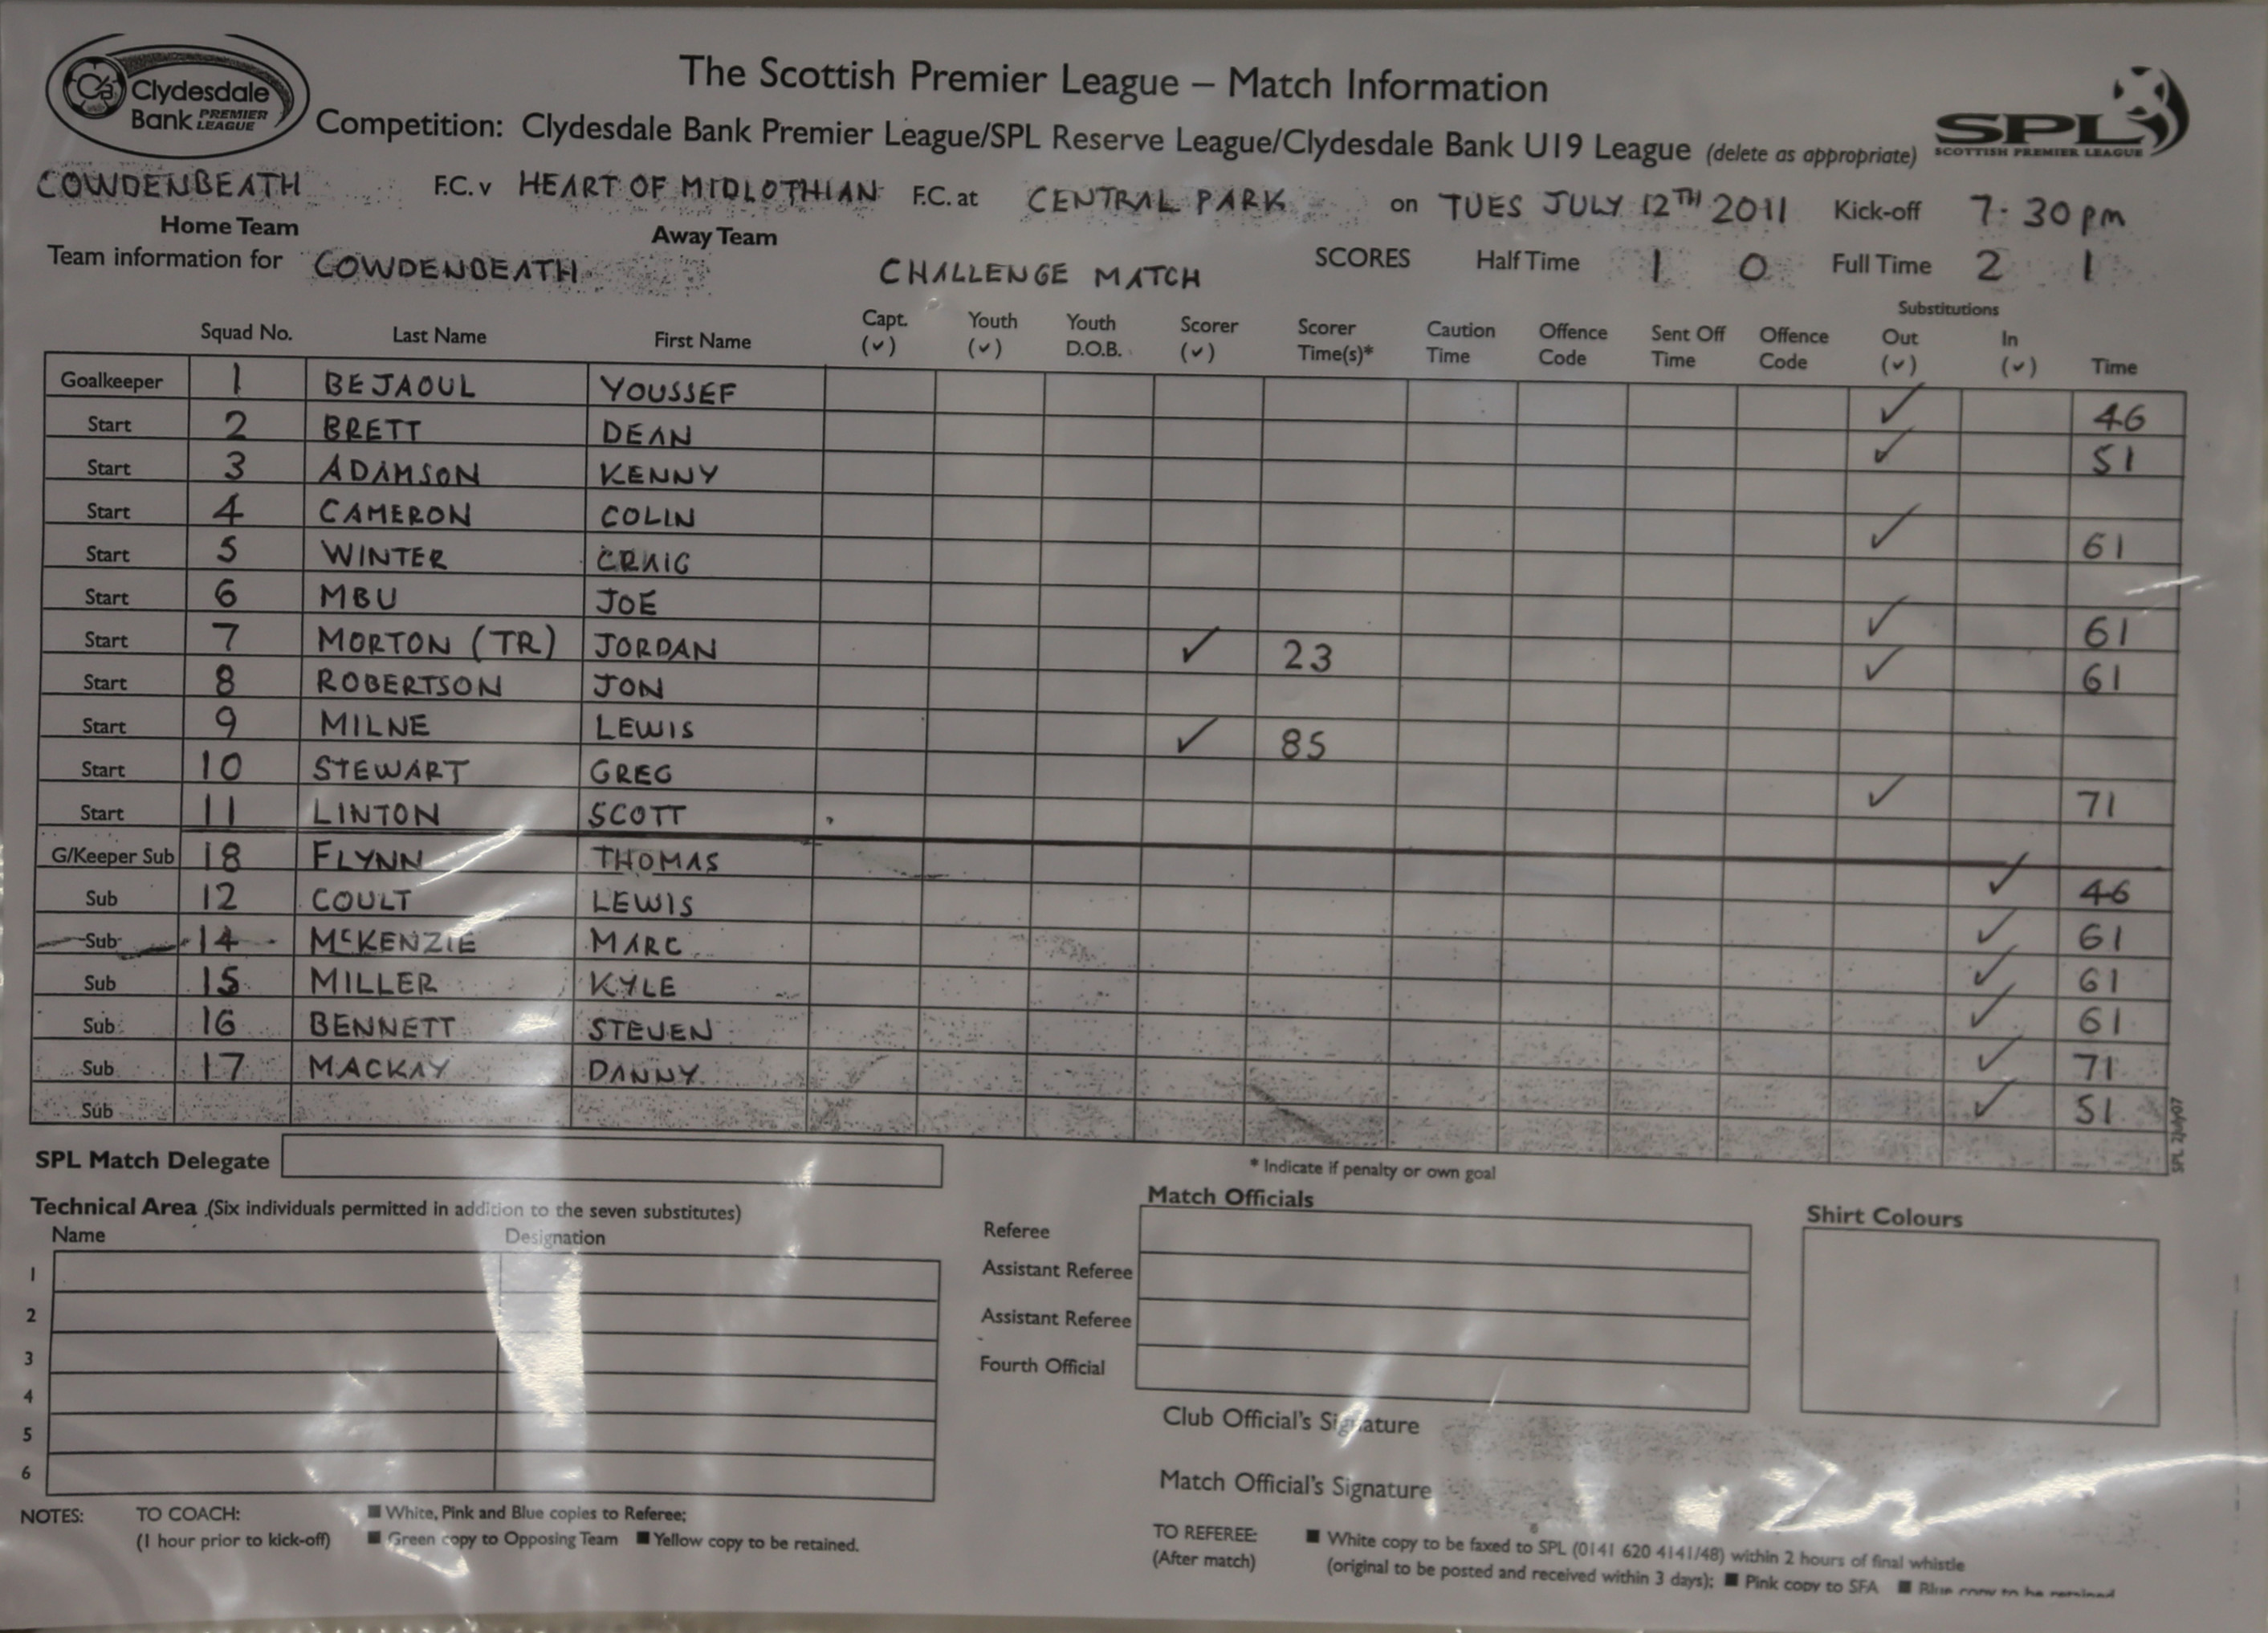 Clydesdale
Bank PREMIER LEAGUE
The Scottish Premier League – Match Information
SPL
SCOTTISH PREMIER LEAGUE
Competition: Clydesdale Bank Premier League/SPL Reserve League/Clydesdale Bank U19 League (delete as appropriate)
COWDENBEATH F.C. v HEART OF MIDLOTHIAN F.C. at CENTRAL PARK on TUES JULY 12TH 2011 Kick-off 7.30pm
Home Team Away Team
Team information for COWDENBEATH CHALLENGE MATCH SCORES Half Time 1 0 Full Time 2 1
Substitutions
Squad No. Last Name First Name Capt. (✓) Youth (✓) Youth D.O.B. Scorer (✓) Scorer Time(s)* Caution Time Offence Code Sent Off Time Offence Code Out (✓) In (✓) Time
Goalkeeper 1 BEJAOUL YOUSSEF ✓ 46
Start 2 BRETT DEAN ✓ 51
Start 3 ADAMSON KENNY
Start 4 CAMERON COLIN ✓ 61
Start 5 WINTER CRAIG
Start 6 MBU JOE ✓ 61
Start 7 MORTON (TR) JORDAN ✓ 23 ✓ 61
Start 8 ROBERTSON JON
Start 9 MILNE LEWIS ✓ 85
Start 10 STEWART GREG ✓ 71
Start 11 LINTON SCOTT
G/Keeper Sub 18 FLYNN THOMAS ✓ 46
Sub 12 COULT LEWIS ✓ 61
Sub 14 McKENZIE MARC ✓ 61
Sub 15 MILLER KYLE ✓ 61
Sub 16 BENNETT STEVEN ✓ 71
Sub 17 MACKAY DANNY ✓ 51
Sub
SPL 2July07
SPL Match Delegate
* Indicate if penalty or own goal
Technical Area (Six individuals permitted in addition to the seven substitutes)
Name Designation
1
2
3
4
5
6
Match Officials
Referee
Assistant Referee
Assistant Referee
Fourth Official
Shirt Colours
Club Official's Signature
Match Official's Signature
NOTES: TO COACH: ■ White, Pink and Blue copies to Referee;
(1 hour prior to kick-off) ■ Green copy to Opposing Team ■ Yellow copy to be retained.
TO REFEREE: ■ White copy to be faxed to SPL (0141 620 4141/48) within 2 hours of final whistle
(After match) (original to be posted and received within 3 days); ■ Pink copy to SFA ■ Blue copy to be retained